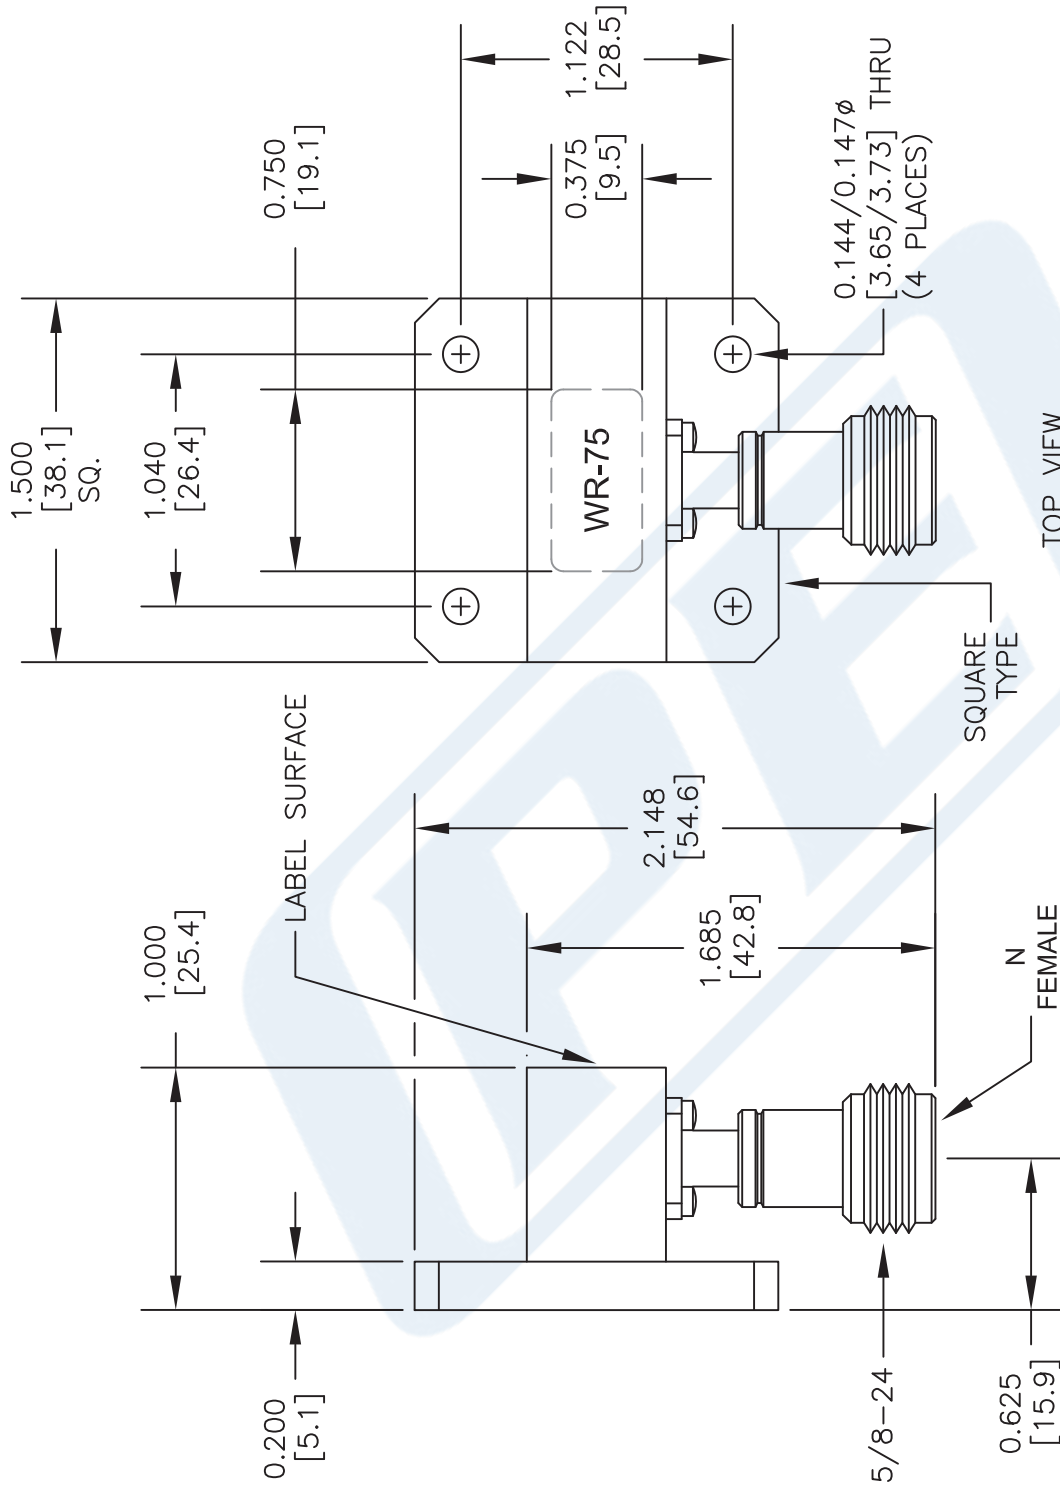 1.500
[38.1]
SQ.
1.040
[26.4]
0.750
[19.1]
1.122
[28.5]
0.375
[9.5]
WR-75
0.144/0.147ø
[3.65/3.73] THRU
(4 PLACES)
SQUARE
TYPE
TOP VIEW
LABEL SURFACE
1.000
[25.4]
0.200
[5.1]
2.148
[54.6]
1.685
[42.8]
N
FEMALE
5/8-24
0.625
[15.9]
PE